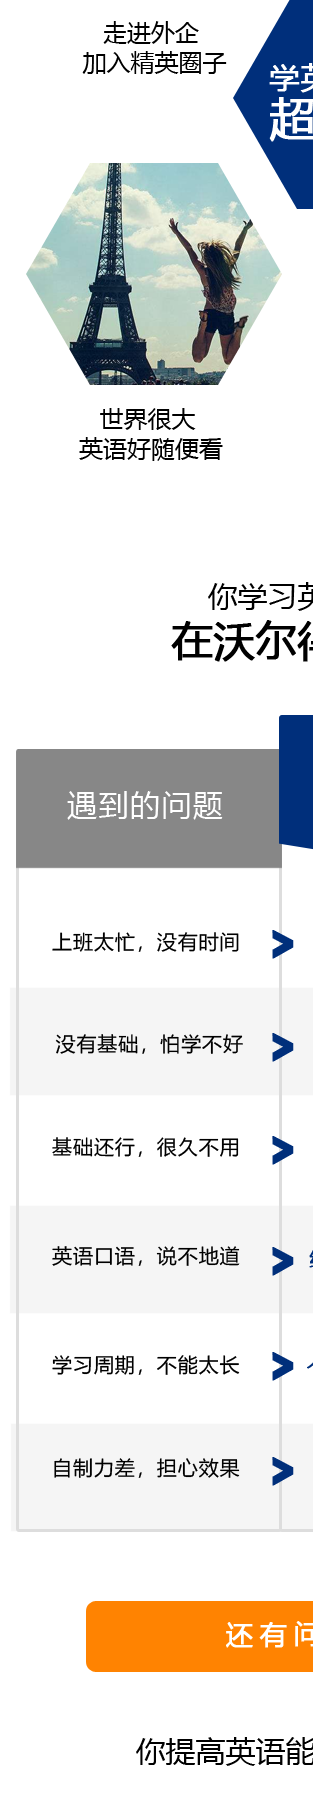 走进外企
加入精英圈子
学英
超
世界很大
英语好随便看
你学习英
在沃尔得
遇到的问题
上班太忙，没有时间
没有基础，怕学不好
基础还行，很久不用
英语口语，说不地道
学习周期，不能太长
自制力差，担心效果
还有问
你提高英语能